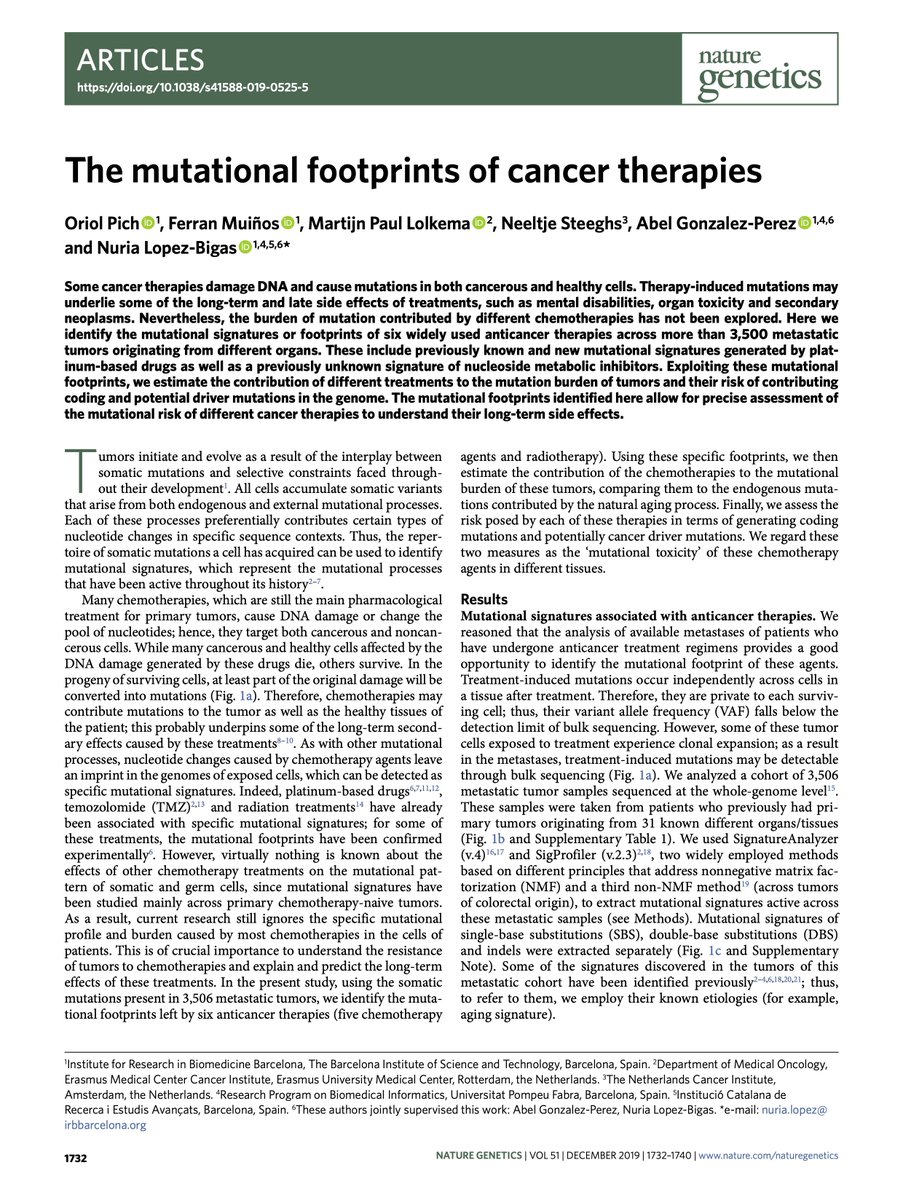 ARTICLES
https://doi.org/10.1038/s41588-019-0525-5
nature
genetics
The mutational footprints of cancer therapies
Oriol Pich iD 1, Ferran Muiños iD 1, Martijn Paul Lolkema iD 2, Neeltje Steeghs3, Abel Gonzalez-Perez iD 1,4,6
and Nuria Lopez-Bigas iD 1,4,5,6*
Some cancer therapies damage DNA and cause mutations in both cancerous and healthy cells. Therapy-induced mutations may
underlie some of the long-term and late side effects of treatments, such as mental disabilities, organ toxicity and secondary
neoplasms. Nevertheless, the burden of mutation contributed by different chemotherapies has not been explored. Here we
identify the mutational signatures or footprints of six widely used anticancer therapies across more than 3,500 metastatic
tumors originating from different organs. These include previously known and new mutational signatures generated by plat-
inum-based drugs as well as a previously unknown signature of nucleoside metabolic inhibitors. Exploiting these mutational
footprints, we estimate the contribution of different treatments to the mutation burden of tumors and their risk of contributing
coding and potential driver mutations in the genome. The mutational footprints identified here allow for precise assessment of
the mutational risk of different cancer therapies to understand their long-term side effects.
Tumors initiate and evolve as a result of the interplay between
somatic mutations and selective constraints faced through-
out their development1. All cells accumulate somatic variants
that arise from both endogenous and external mutational processes.
Each of these processes preferentially contributes certain types of
nucleotide changes in specific sequence contexts. Thus, the reper-
toire of somatic mutations a cell has acquired can be used to identify
mutational signatures, which represent the mutational processes
that have been active throughout its history2–7.
Many chemotherapies, which are still the main pharmacological
treatment for primary tumors, cause DNA damage or change the
pool of nucleotides; hence, they target both cancerous and noncan-
cerous cells. While many cancerous and healthy cells affected by the
DNA damage generated by these drugs die, others survive. In the
progeny of surviving cells, at least part of the original damage will be
converted into mutations (Fig. 1a). Therefore, chemotherapies may
contribute mutations to the tumor as well as the healthy tissues of
the patient; this probably underpins some of the long-term second-
ary effects caused by these treatments8–10. As with other mutational
processes, nucleotide changes caused by chemotherapy agents leave
an imprint in the genomes of exposed cells, which can be detected as
specific mutational signatures. Indeed, platinum-based drugs6,7,11,12,
temozolomide (TMZ)2,13 and radiation treatments14 have already
been associated with specific mutational signatures; for some of
these treatments, the mutational footprints have been confirmed
experimentally6. However, virtually nothing is known about the
effects of other chemotherapy treatments on the mutational pat-
tern of somatic and germ cells, since mutational signatures have
been studied mainly across primary chemotherapy-naive tumors.
As a result, current research still ignores the specific mutational
profile and burden caused by most chemotherapies in the cells of
patients. This is of crucial importance to understand the resistance
of tumors to chemotherapies and explain and predict the long-term
effects of these treatments. In the present study, using the somatic
mutations present in 3,506 metastatic tumors, we identify the muta-
tional footprints left by six anticancer therapies (five chemotherapy
agents and radiotherapy). Using these specific footprints, we then
estimate the contribution of the chemotherapies to the mutational
burden of these tumors, comparing them to the endogenous muta-
tions contributed by the natural aging process. Finally, we assess the
risk posed by each of these therapies in terms of generating coding
mutations and potentially cancer driver mutations. We regard these
two measures as the ‘mutational toxicity’ of these chemotherapy
agents in different tissues.
Results
Mutational signatures associated with anticancer therapies. We
reasoned that the analysis of available metastases of patients who
have undergone anticancer treatment regimens provides a good
opportunity to identify the mutational footprint of these agents.
Treatment-induced mutations occur independently across cells in
a tissue after treatment. Therefore, they are private to each surviv-
ing cell; thus, their variant allele frequency (VAF) falls below the
detection limit of bulk sequencing. However, some of these tumor
cells exposed to treatment experience clonal expansion; as a result
in the metastases, treatment-induced mutations may be detectable
through bulk sequencing (Fig. 1a). We analyzed a cohort of 3,506
metastatic tumor samples sequenced at the whole-genome level15.
These samples were taken from patients who previously had pri-
mary tumors originating from 31 known different organs/tissues
(Fig. 1b and Supplementary Table 1). We used SignatureAnalyzer
(v.4)16,17 and SigProfiler (v.2.3)2,18, two widely employed methods
based on different principles that address nonnegative matrix fac-
torization (NMF) and a third non-NMF method19 (across tumors
of colorectal origin), to extract mutational signatures active across
these metastatic samples (see Methods). Mutational signatures of
single-base substitutions (SBS), double-base substitutions (DBS)
and indels were extracted separately (Fig. 1c and Supplementary
Note). Some of the signatures discovered in the tumors of this
metastatic cohort have been identified previously2–4,6,18,20,21; thus,
to refer to them, we employ their known etiologies (for example,
aging signature).
1Institute for Research in Biomedicine Barcelona, The Barcelona Institute of Science and Technology, Barcelona, Spain. 2Department of Medical Oncology,
Erasmus Medical Center Cancer Institute, Erasmus University Medical Center, Rotterdam, the Netherlands. 3The Netherlands Cancer Institute,
Amsterdam, the Netherlands. 4Research Program on Biomedical Informatics, Universitat Pompeu Fabra, Barcelona, Spain. 5Institució Catalana de
Recerca i Estudis Avançats, Barcelona, Spain. 6These authors jointly supervised this work: Abel Gonzalez-Perez, Nuria Lopez-Bigas. *e-mail: nuria.lopez@
irbbarcelona.org
1732
NATURE GENETICS | VOL 51 | DECEMBER 2019 | 1732–1740 | www.nature.com/naturegenetics